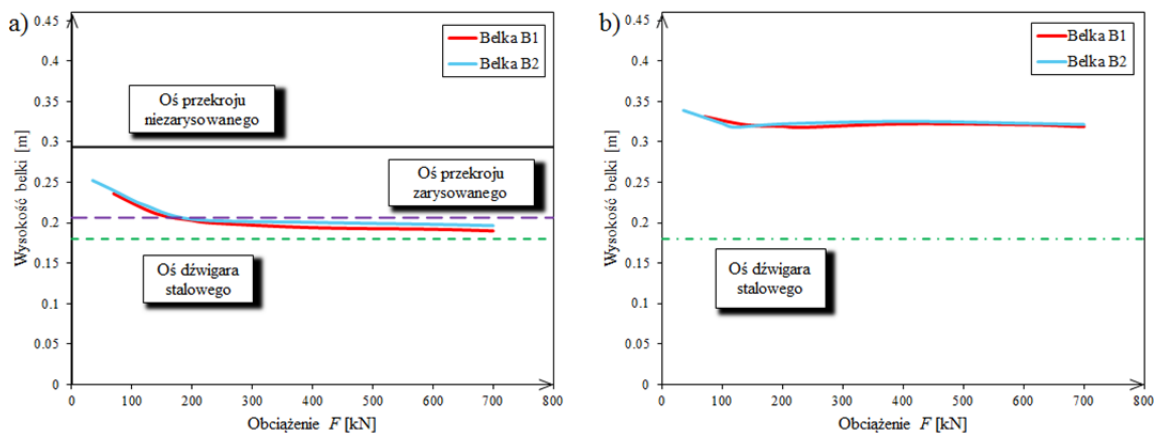 a)
Wysokość belki [m]
0.45
0.4
0.35
0.3
0.25
0.2
0.15
0.1
0.05
0
Belka B1
Belka B2
Oś przekroju
niezarysowanego
Oś przekroju
zarysowanego
Oś dźwigara
stalowego
0 100 200 300 400 500 600 700 800
Obciążenie F [kN]
b)
Wysokość belki [m]
0.45
0.4
0.35
0.3
0.25
0.2
0.15
0.1
0.05
0
Belka B1
Belka B2
Oś dźwigara
stalowego
0 100 200 300 400 500 600 700 800
Obciążenie F [kN]